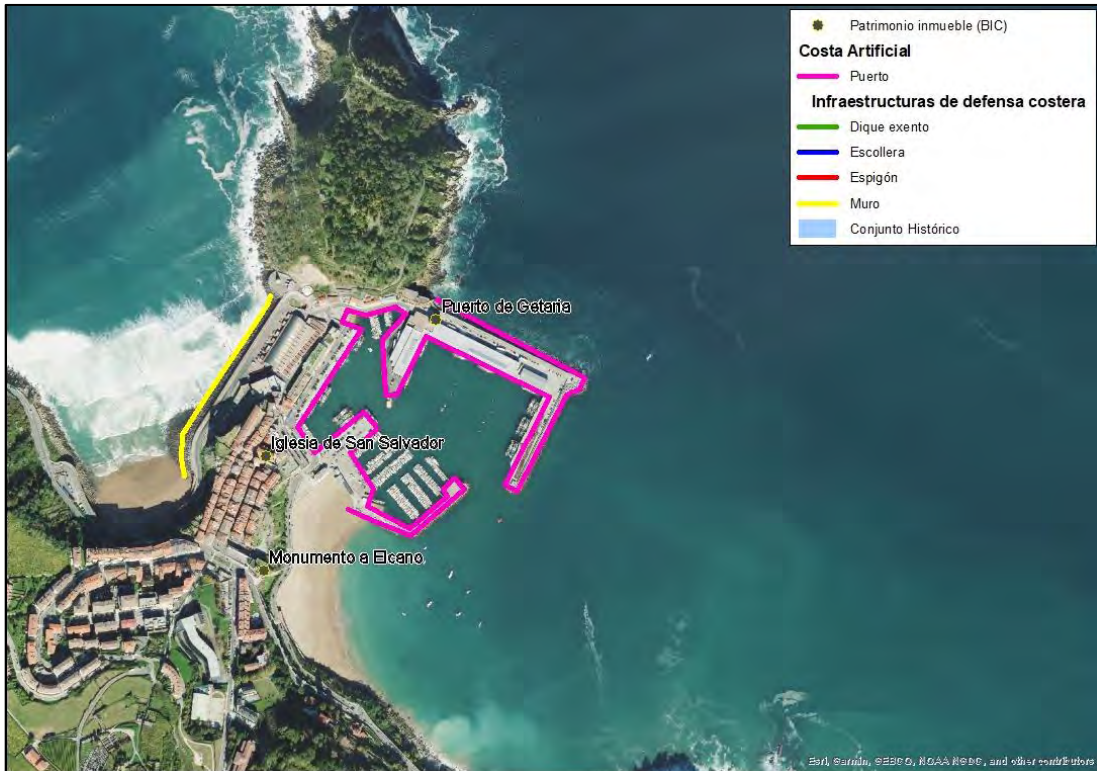 Patrimonio inmueble (BIC)
Costa Artificial
Puerto
Infraestructuras de defensa costera
Dique exento
Escollera
Espigón
Muro
Conjunto Histórico
Puerto de Getaria
Iglesia de San Salvador
Monumento a Elcano
Esri, Garmin, GEBCO, NOAA NGDC, and other contributors